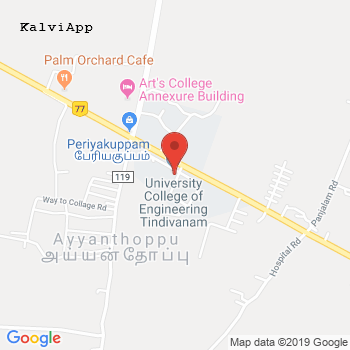 KalviApp
Palm Orchard Cafe
Art's College
Annexure Building
77
Periyakuppam
பெரியகுப்பம்
119
University
College of
Engineering
Tindivanam
Way to Collage Rd
Panjalam Rd
Hospital Rd
Ayyanthoppu
அய்யன்தோப்பு
Map data ©2019 Google